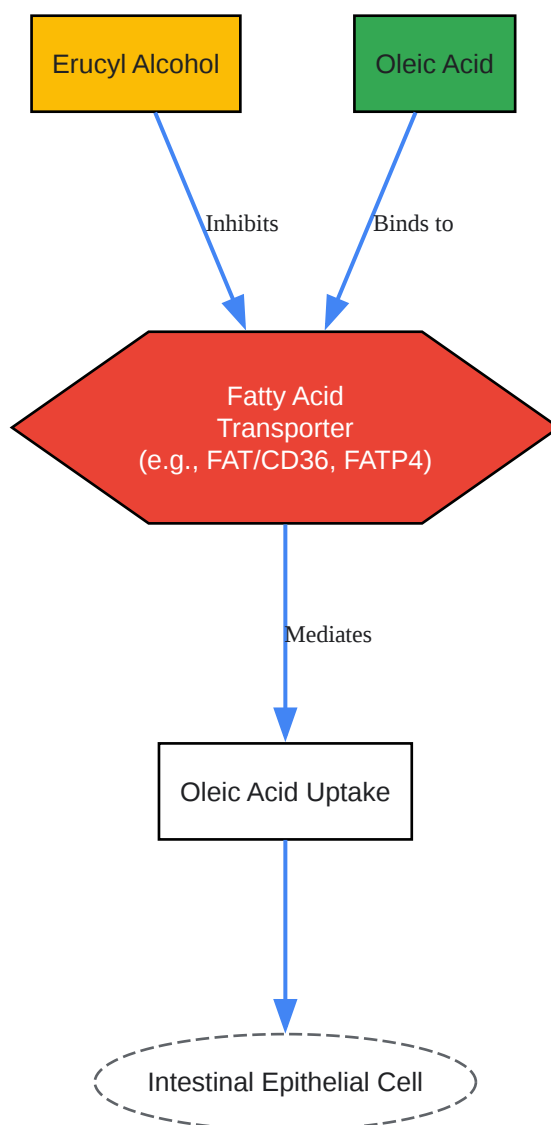 Erucyl Alcohol
Oleic Acid
Inhibits
Binds to
Fatty Acid
Transporter
(e.g., FAT/CD36, FATP4)
Mediates
Oleic Acid Uptake
Intestinal Epithelial Cell